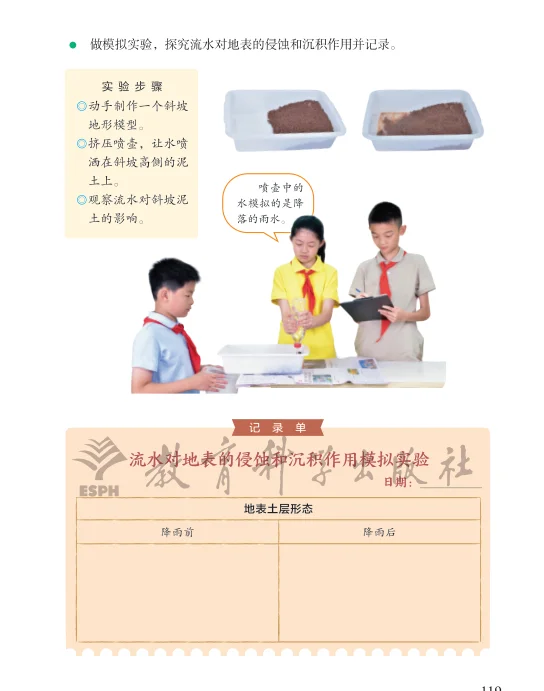 做模拟实验，探究流水对地表的侵蚀和沉积作用并记录。
实验步骤
◎动手制作一个斜坡
地形模型。
◎挤压喷壶，让水喷
洒在斜坡高侧的泥
土上。
◎观察流水对斜坡泥
土的影响。
喷壶中的
水模拟的是降
落的雨水。
记录单
教育科学出版社
ESPH
流水对地表的侵蚀和沉积作用模拟实验
日期：
地表土层形态
降雨前 降雨后